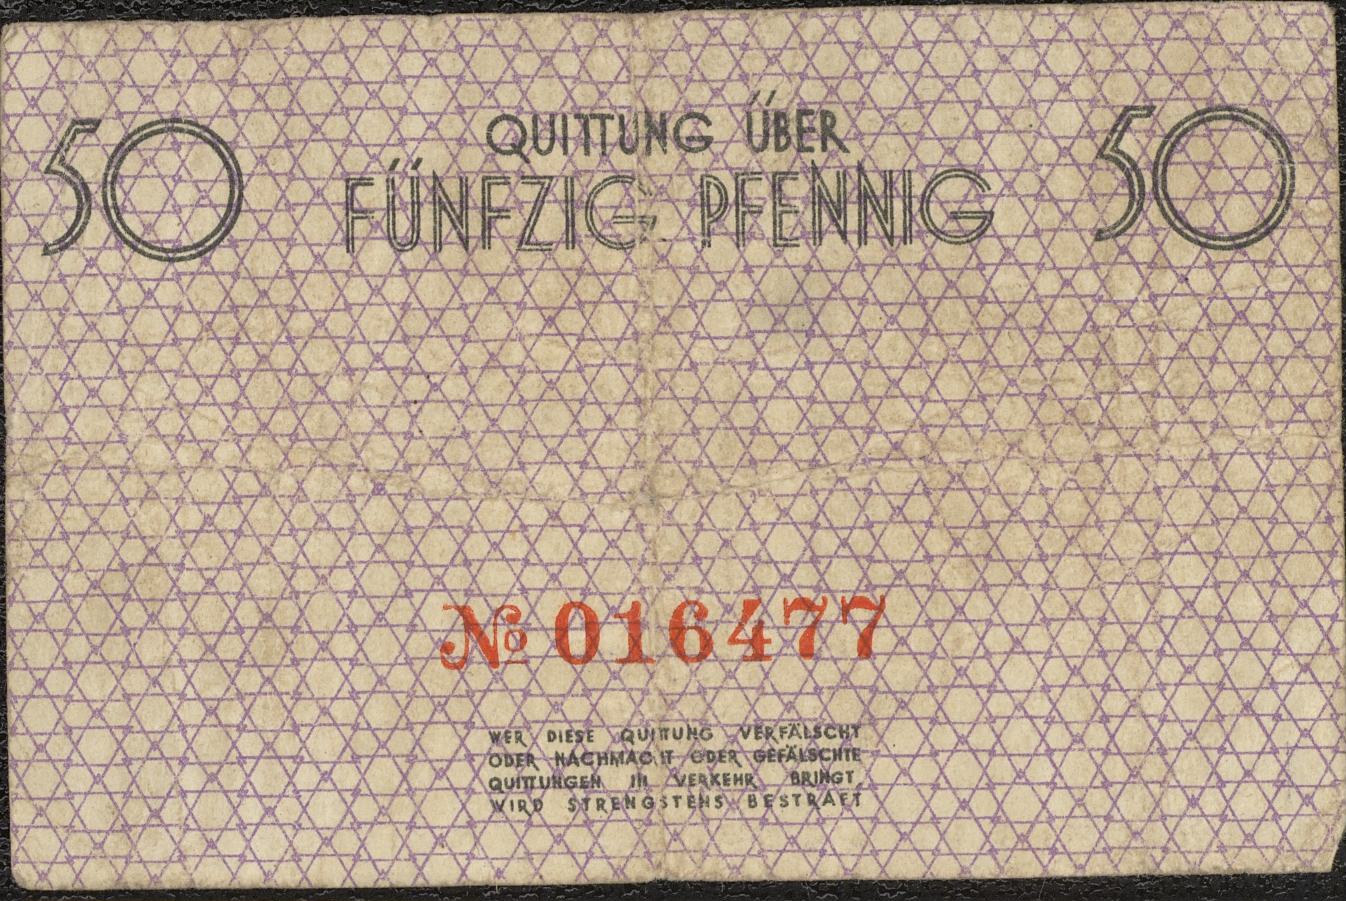 50 QUITTUNG ÜBER 50
FÜNFZIG PFENNIG
№ 016477
WER DIESE QUITTUNG VERFÄLSCHT
ODER NACHMACHT ODER GEFÄLSCHTE
QUITTUNGEN IN VERKEHR BRINGT
WIRD STRENGSTENS BESTRAFT